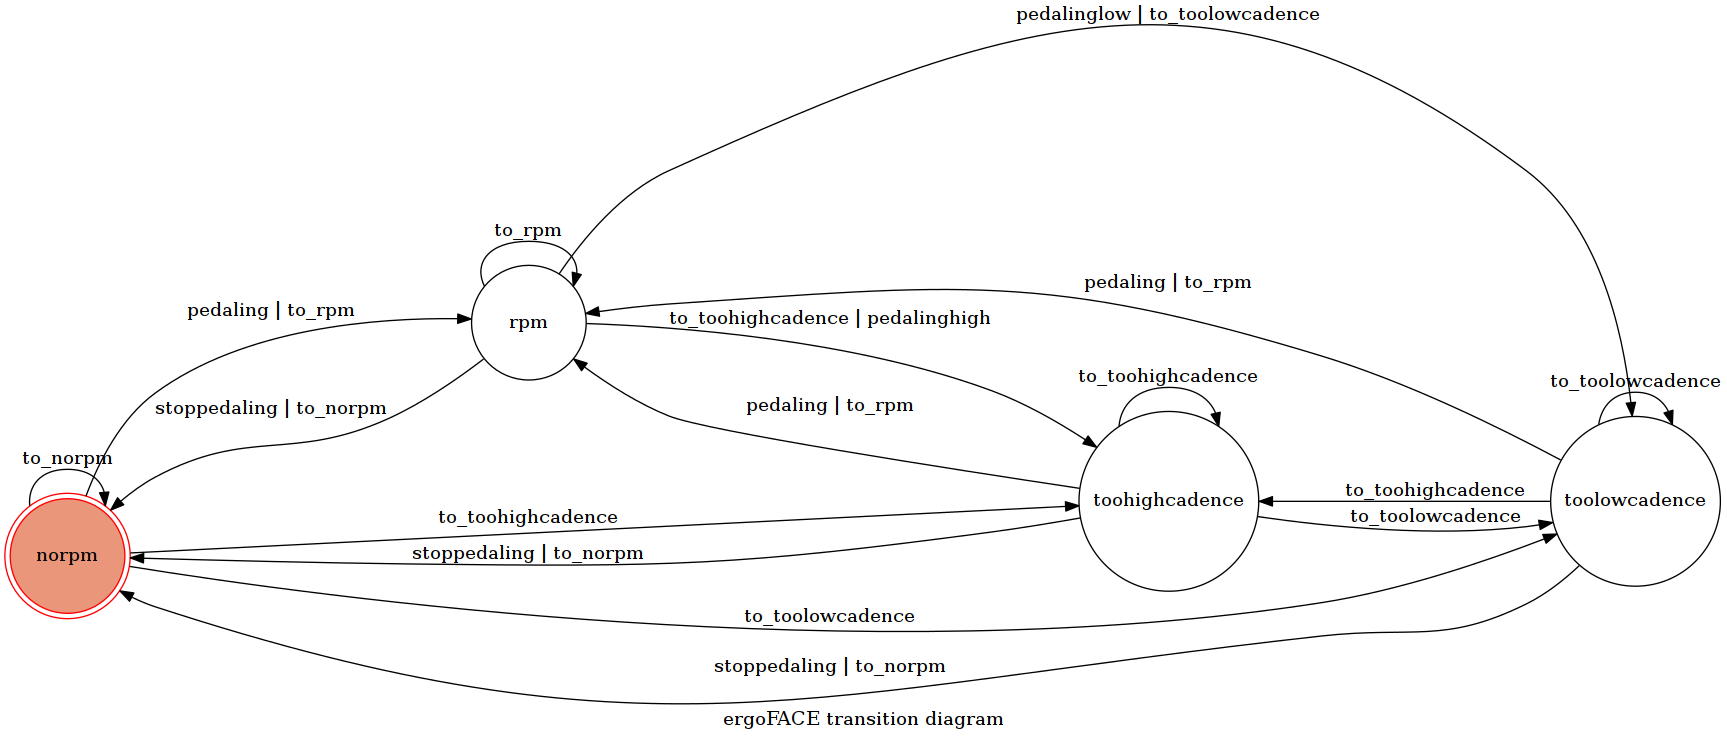 pedalinglow | to_toolowcadence
to_rpm
pedaling | to_rpm
pedaling | to_rpm
to_toohighcadence | pedalinghigh
rpm
to_toohighcadence
to_toolowcadence
pedaling | to_rpm
stoppedaling | to_norpm
to_norpm
to_toohighcadence
toohighcadence
toolowcadence
to_toohighcadence
to_toolowcadence
stoppedaling | to_norpm
norpm
to_toolowcadence
stoppedaling | to_norpm
ergoFACE transition diagram